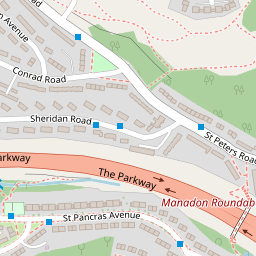 Avenue
Conrad Road
Sheridan Road
St Peters Road
Parkway
The Parkway
Manadon Roundab
St Pancras Avenue